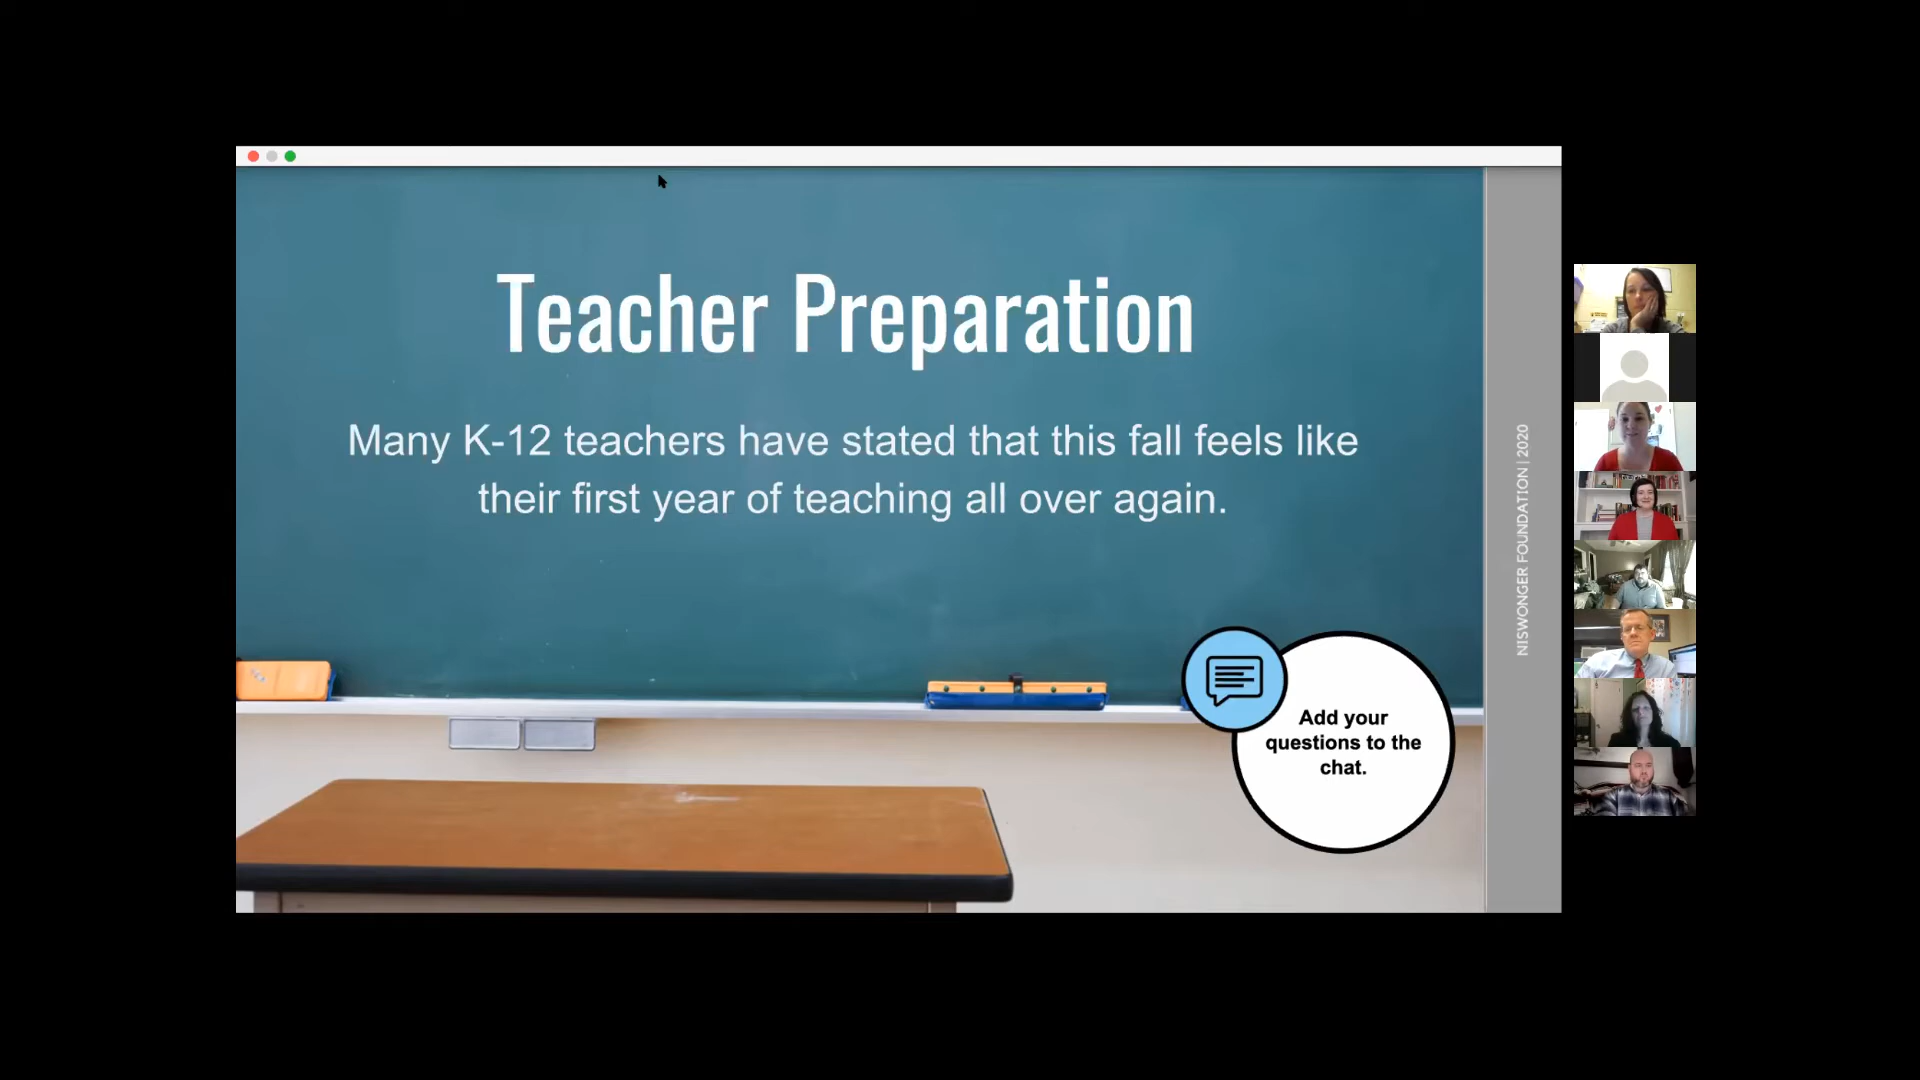 Teacher Preparation
Many K-12 teachers have stated that this fall feels like
their first year of teaching all over again.
Add your
questions to the
chat.
NISWONGER FOUNDATION | 2020